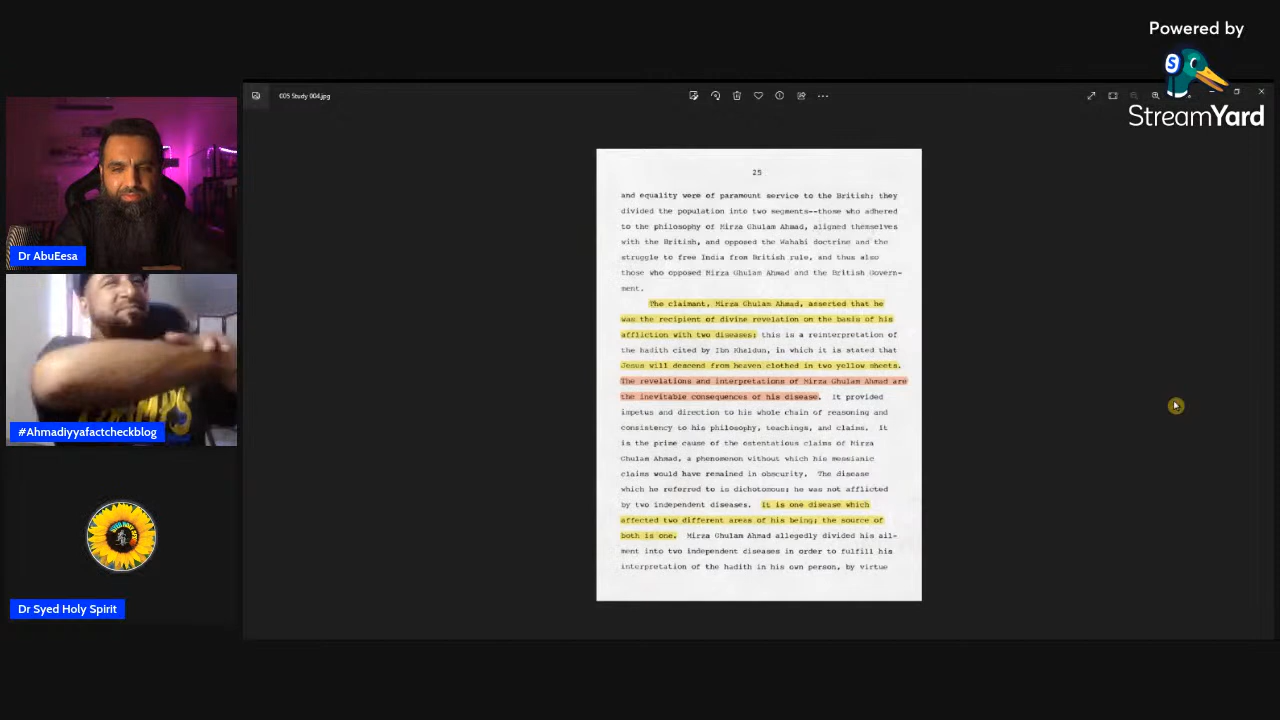 Powered by
StreamYard
005 Study 004.jpg
25
and equality were of paramount service to the British; they
divided the population into two segments--those who adhered
to the philosophy of Mirza Ghulam Ahmad, aligned themselves
with the British, and opposed the Wahabi doctrine and the
struggle to free India from British rule, and thus also
those who opposed Mirza Ghulam Ahmad and the British Govern-
ment.
The claimant, Mirza Ghulam Ahmad, asserted that he
was the recipient of divine revelation on the basis of his
affliction with two diseases; this is a reinterpretation of
the hadith cited by Ibn Khaldun, in which it is stated that
Jesus will descend from heaven clothed in two yellow sheets.
The revelations and interpretations of Mirza Ghulam Ahmad are
the inevitable consequences of his disease. It provided
impetus and direction to his whole chain of reasoning and
consistency to his philosophy, teachings, and claims. It
is the prime cause of the ostentatious claims of Mirza
Ghulam Ahmad, a phenomenon without which his messianic
claims would have remained in obscurity. The disease
which he referred to is dichotomous; he was not afflicted
by two independent diseases. It is one disease which
affected two different areas of his being; the source of
both is one. Mirza Ghulam Ahmad allegedly divided his ail-
ment into two independent diseases in order to fulfill his
interpretation of the hadith in his own person, by virtue
Dr AbuEesa
#Ahmadiyyafactcheckblog
Dr Syed Holy Spirit